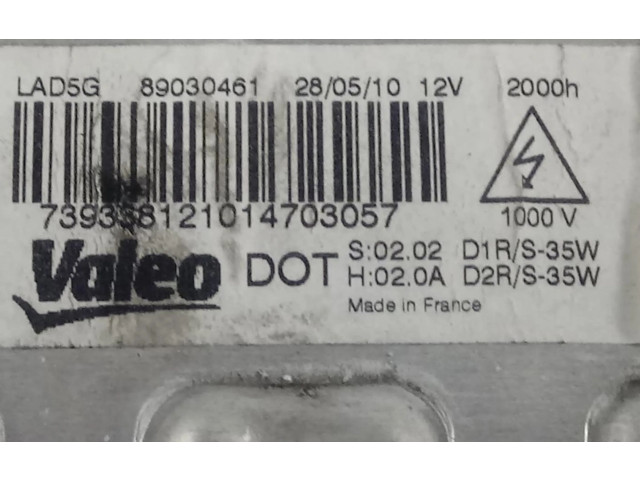 LAD5G 89030461 28/05/10 12V 2000h
739338121014703057 1000 V
Valeo DOT S:02.02 D1R/S-35W
H:02.0A D2R/S-35W
Made in France